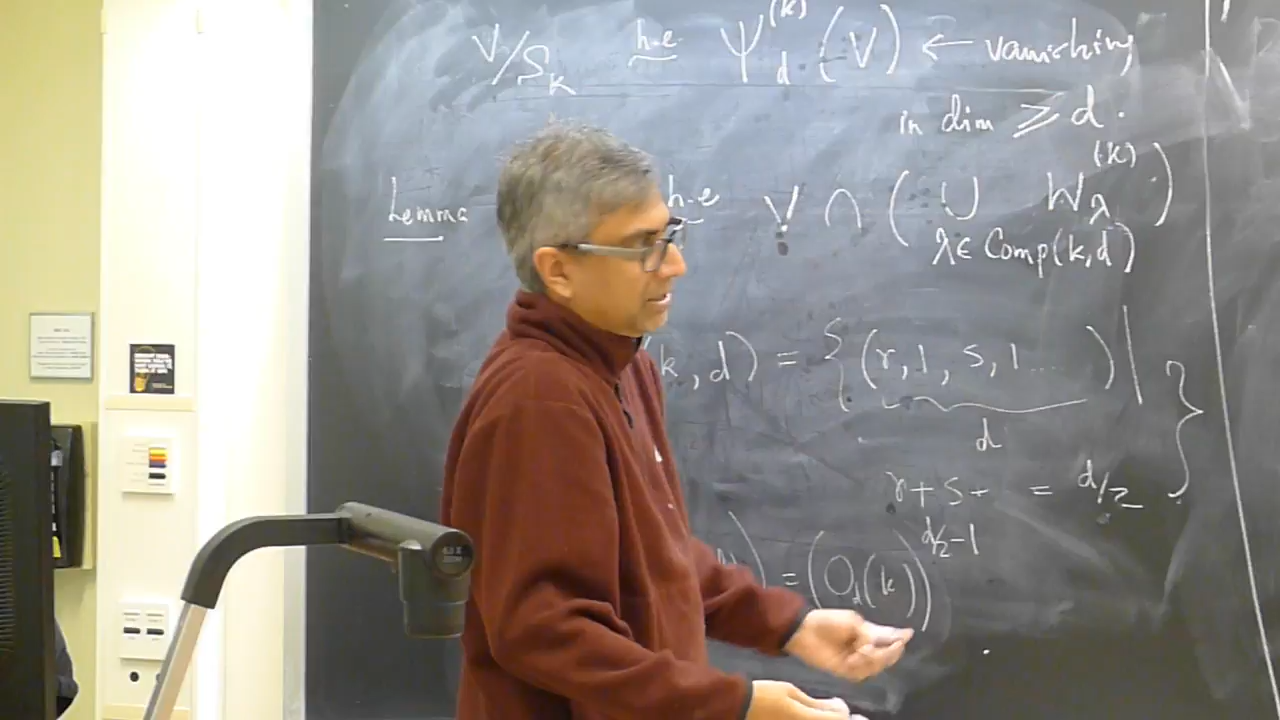 V/S_k h·e Ψ_d^{(k)}(V) ← vanishing
in dim ⩾ d.
Lemma h·e V ∩ ( ∪_{λ∈Comp(k,d)} W_λ^{(k)} )
k,d) = { (r,1,s,1... ) | }
d
r+s+ = d/2
= (O_d(k))^{d/2-1}